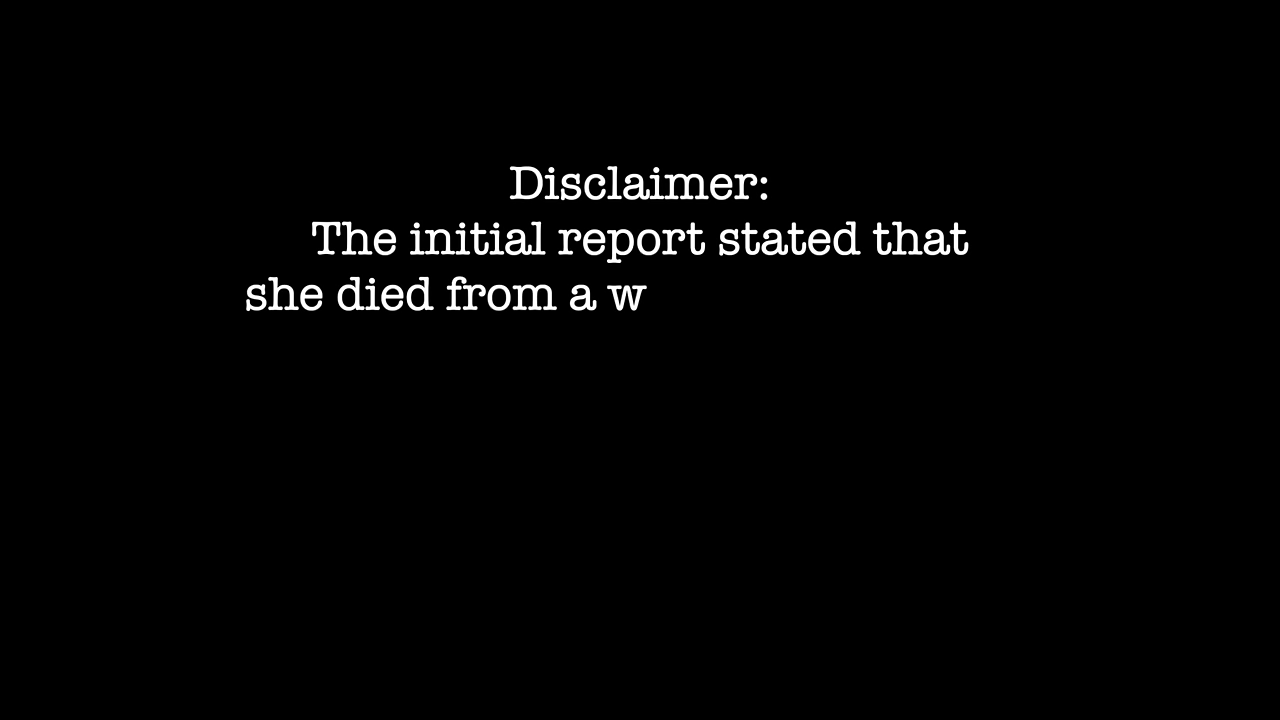 Disclaimer:
The initial report stated that
she died from a w